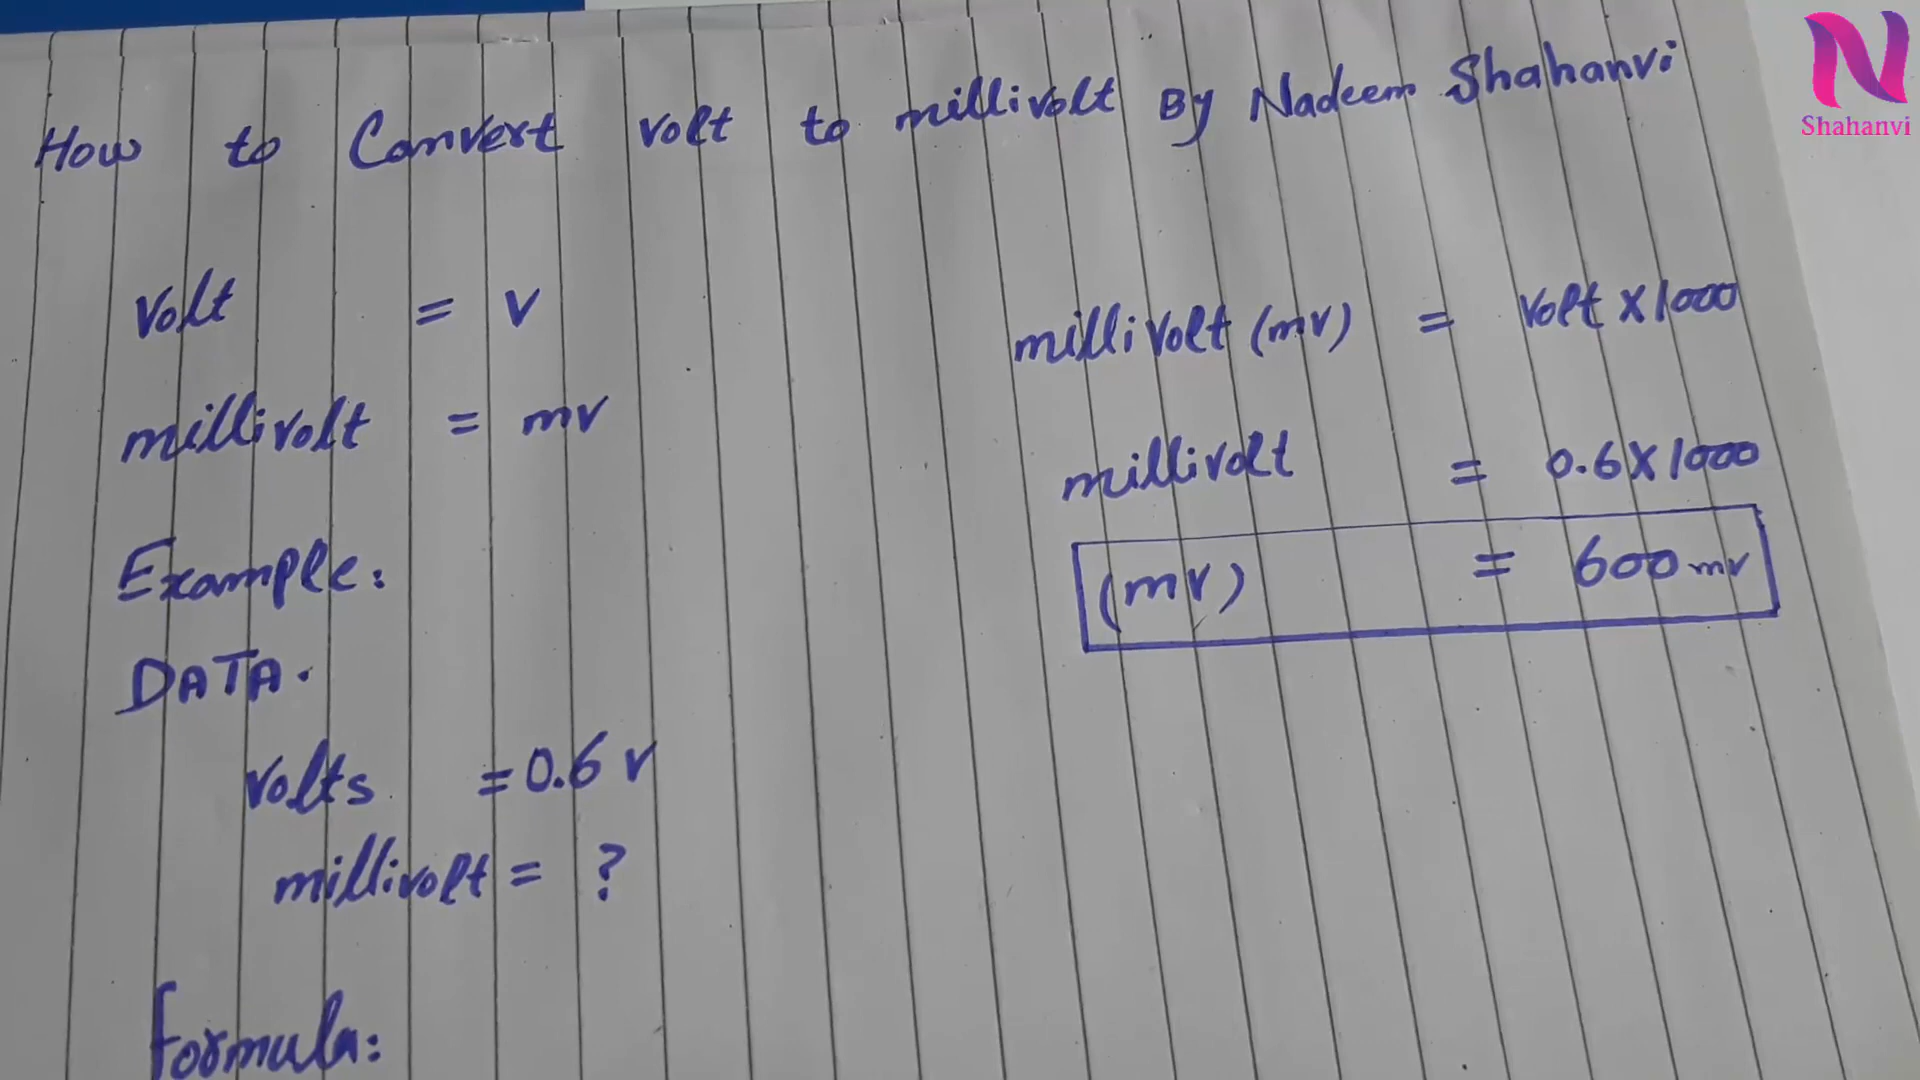 How to Convert volt to millivolt By Nadeem Shahanvi
N
Shahanvi
Volt = V
millivolt = mv
Example:
DATA.
volts = 0.6 v
millivolt = ?
Formula:
millivolt (mv) = Volt X 1000
millivolt = 0.6 X 1000
(mv) = 600 mv